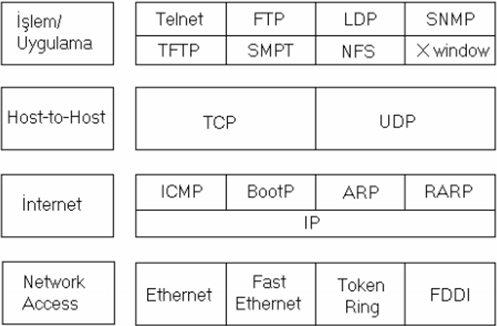 İşlem/
Uygulama
Telnet FTP LDP SNMP
TFTP SMPT NFS X window
Host-to-Host
TCP UDP
İnternet
ICMP BootP ARP RARP
IP
Network
Access
Ethernet Fast
Ethernet Token
Ring FDDI